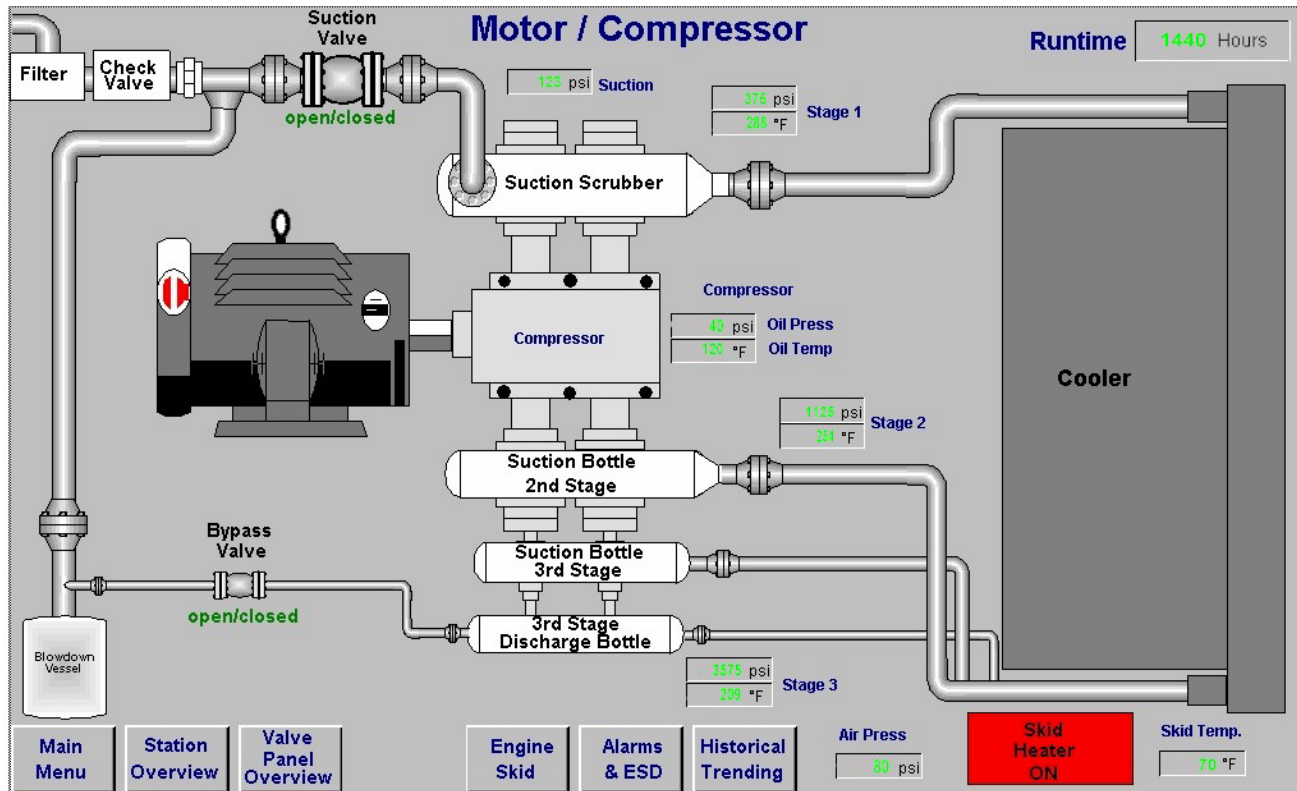 Motor / Compressor
Suction
Valve
Runtime
1440 Hours
Filter
Check
Valve
open/closed
123 psi Suction
375 psi
288 °F
Stage 1
Suction Scrubber
Compressor
40 psi Oil Press
120 °F Oil Temp
Compressor
Cooler
1125 psi
254 °F
Stage 2
Suction Bottle
2nd Stage
Bypass
Valve
open/closed
Suction Bottle
3rd Stage
3rd Stage
Discharge Bottle
Blowdown
Vessel
3575 psi
209 °F
Stage 3
Main
Menu
Station
Overview
Valve
Panel
Overview
Engine
Skid
Alarms
& ESD
Historical
Trending
Air Press
80 psi
Skid
Heater
ON
Skid Temp.
70 °F